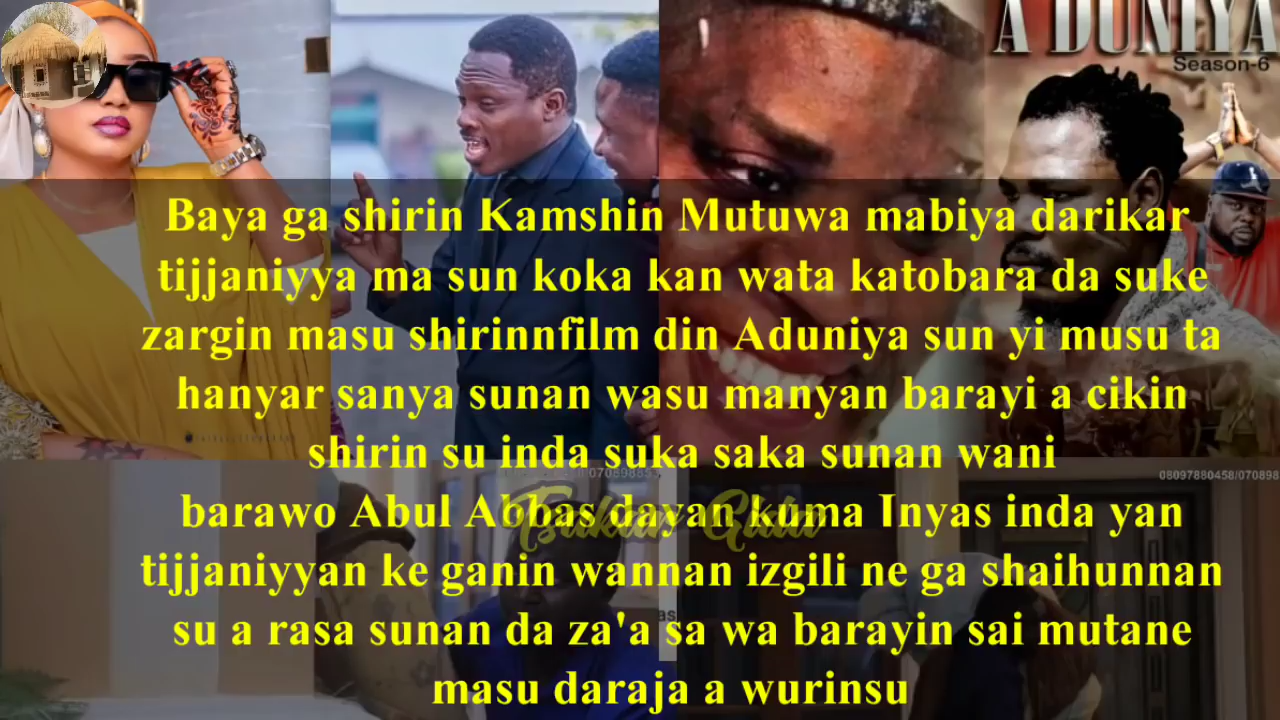 A DUNIYA
Season-6
Baya ga shirin Kamshin Mutuwa mabiya darikar
tijjaniyya ma sun koka kan wata katobara da suke
zargin masu shirinnfilm din Aduniya sun yi musu ta
hanyar sanya sunan wasu manyan barayi a cikin
shirin su inda suka saka sunan wani
08097880458/070898
barawo Abul Abbas dayan kuma Inyas inda yan
tijjaniyyan ke ganin wannan izgili ne ga shaihunnan
su a rasa sunan da za'a sa wa barayin sai mutane
masu daraja a wurinsu